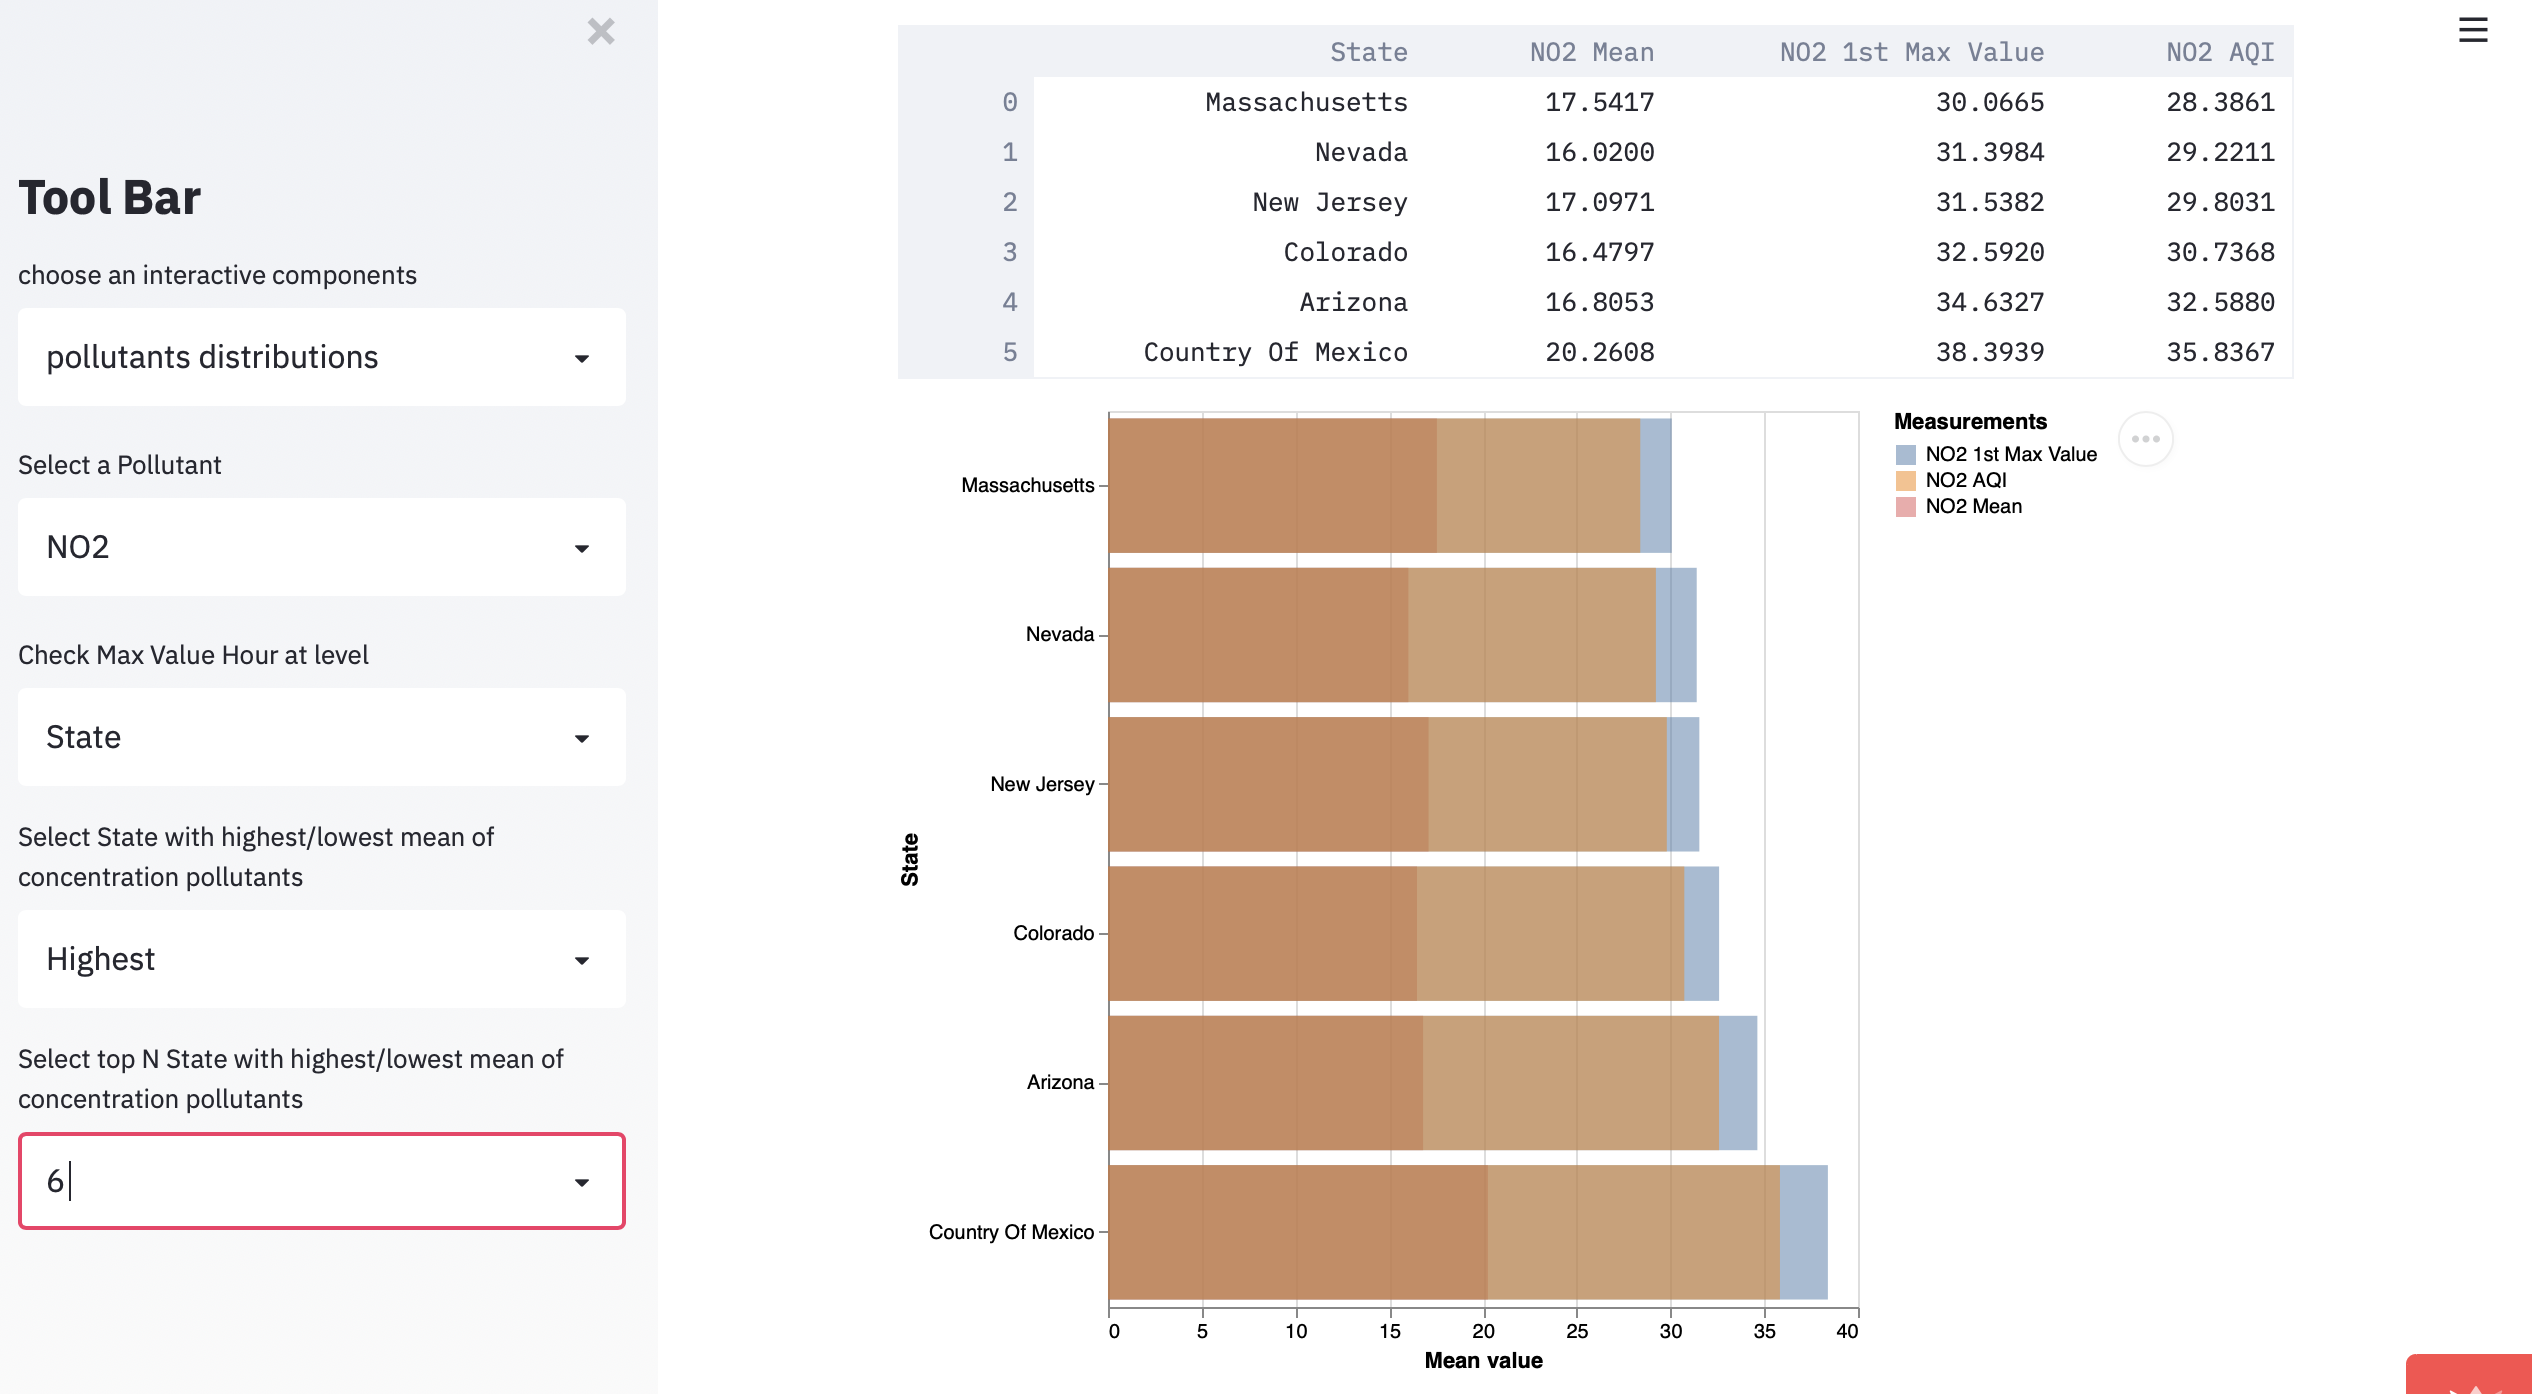 Tool Bar
choose an interactive components
pollutants distributions
Select a Pollutant
NO2
Check Max Value Hour at level
State
Select State with highest/lowest mean of
concentration pollutants
Highest
Select top N State with highest/lowest mean of
concentration pollutants
6
State NO2 Mean NO2 1st Max Value NO2 AQI
0 Massachusetts 17.5417 30.0665 28.3861
1 Nevada 16.0200 31.3984 29.2211
2 New Jersey 17.0971 31.5382 29.8031
3 Colorado 16.4797 32.5920 30.7368
4 Arizona 16.8053 34.6327 32.5880
5 Country Of Mexico 20.2608 38.3939 35.8367
Measurements
NO2 1st Max Value
NO2 AQI
NO2 Mean
State
Massachusetts
Nevada
New Jersey
Colorado
Arizona
Country Of Mexico
0 5 10 15 20 25 30 35 40
Mean value